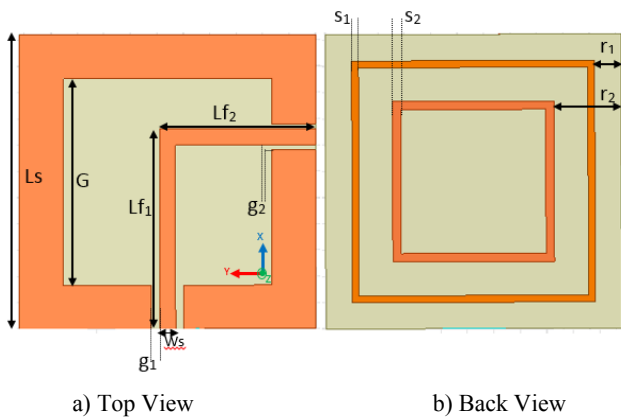 Ls
G
Lf1
Lf2
g2
X
Y
Z
Ws
g1
a) Top View
s1
s2
r1
r2
b) Back View